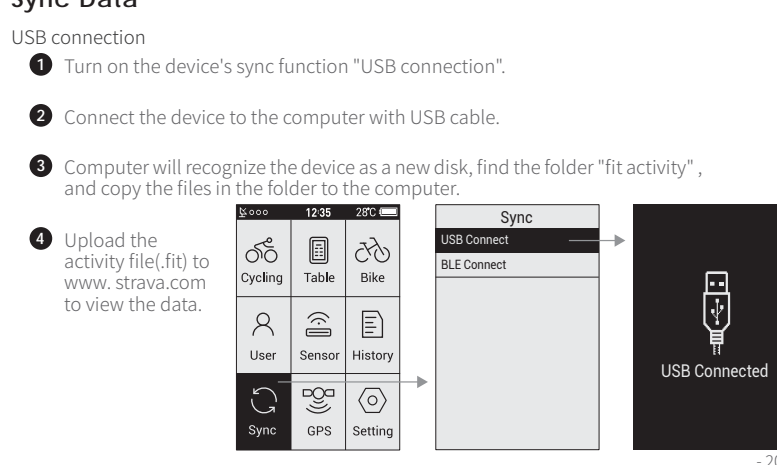 Sync Data
USB connection
1 Turn on the device's sync function "USB connection".
2 Connect the device to the computer with USB cable.
3 Computer will recognize the device as a new disk, find the folder "fit activity" ,
and copy the files in the folder to the computer.
4 Upload the
activity file(.fit) to
www. strava.com
to view the data.
12:35 28°C
Cycling Table Bike
User Sensor History
Sync GPS Setting
Sync
USB Connect
BLE Connect
USB Connected
- 20